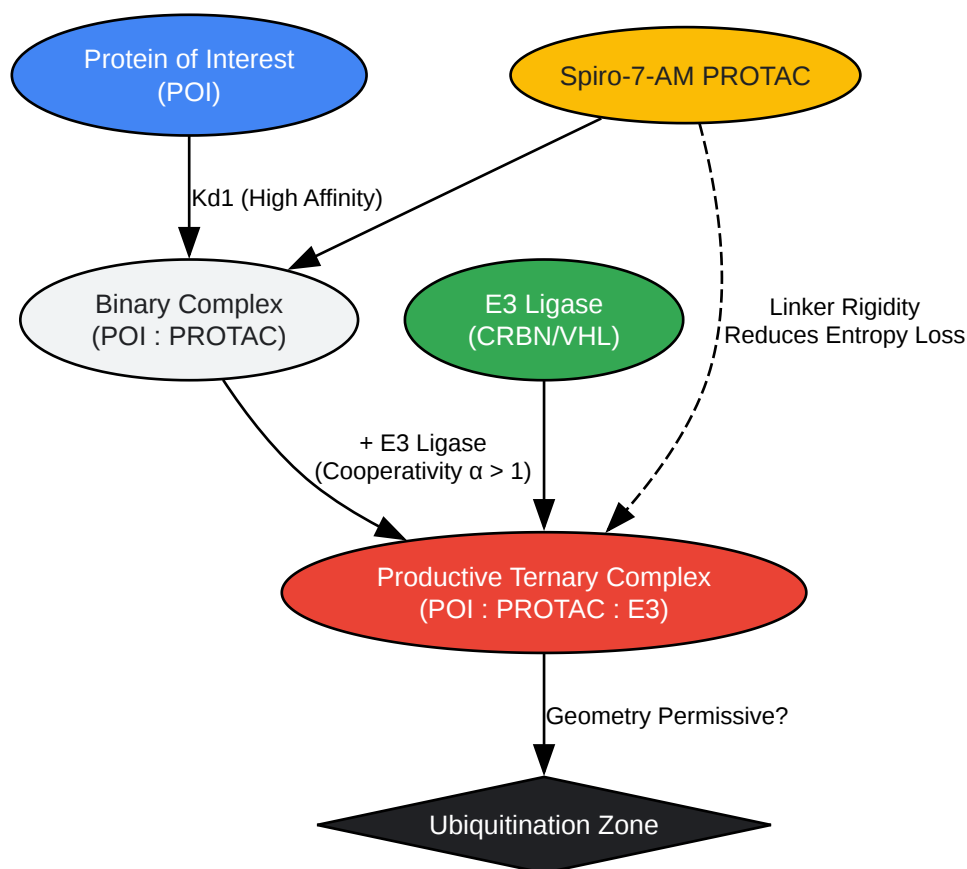 Protein of Interest
(POI)
Spiro-7-AM PROTAC
Kd1 (High Affinity)
Binary Complex
(POI : PROTAC)
E3 Ligase
(CRBN/VHL)
Linker Rigidity
Reduces Entropy Loss
+ E3 Ligase
(Cooperativity α > 1)
Productive Ternary Complex
(POI : PROTAC : E3)
Geometry Permissive?
Ubiquitination Zone